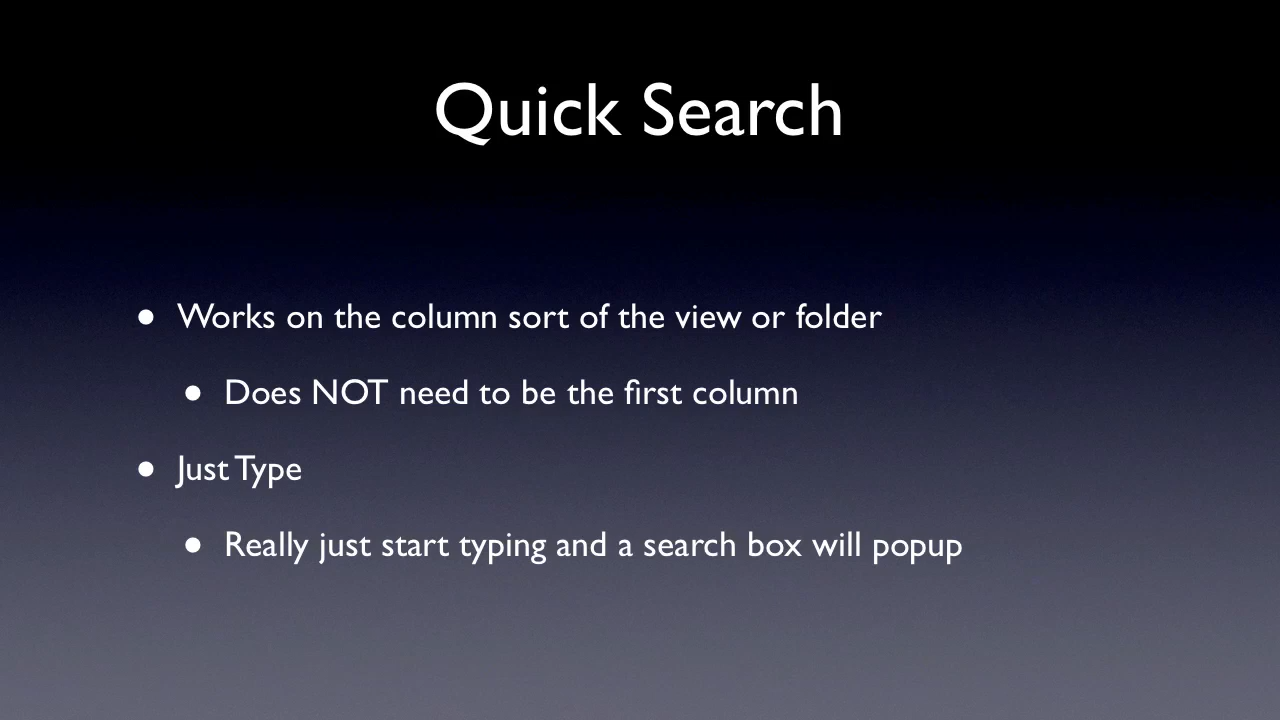 Quick Search
• Works on the column sort of the view or folder
• Does NOT need to be the first column
• Just Type
• Really just start typing and a search box will popup